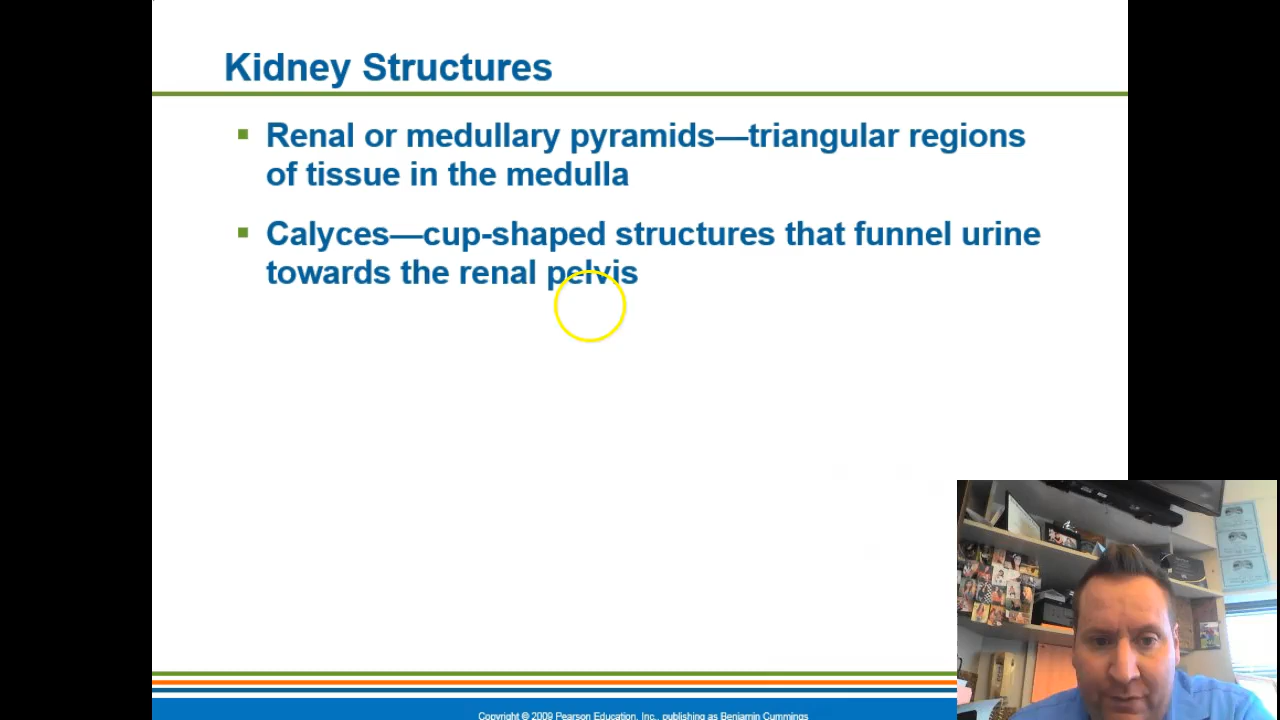 Kidney Structures
Renal or medullary pyramids—triangular regions
of tissue in the medulla
Calyces—cup-shaped structures that funnel urine
towards the renal pelvis
Copyright © 2009 Pearson Education, Inc., publishing as Benjamin Cummings